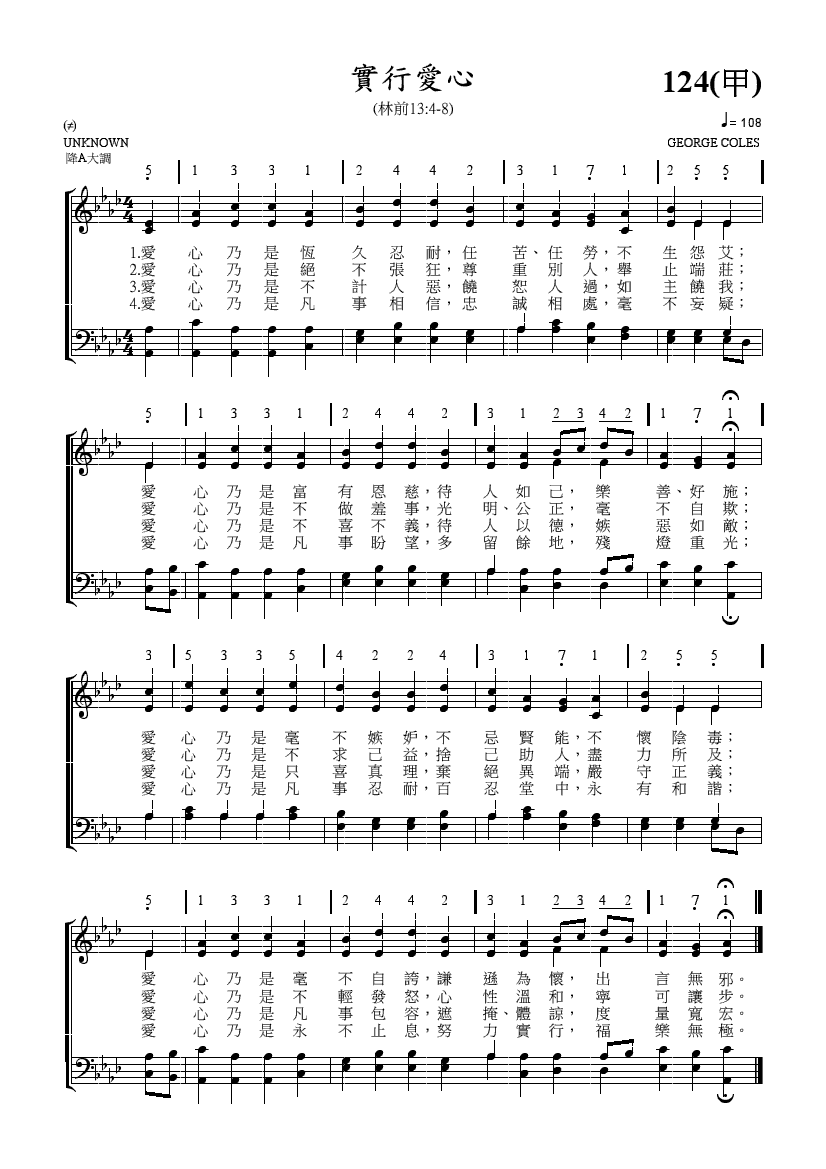 實行愛心
124(甲)
(林前13:4-8)
(≠)
♩= 108
UNKNOWN
GEORGE COLES
降A大調
5 | 1 3 3 1 | 2 4 4 2 | 3 1 7 1 | 2 5 5 |
1.愛 心 乃 是 恆 久 忍 耐，任 苦、任 勞，不 生 怨 艾；
2.愛 心 乃 是 絕 不 張 狂，尊 重 別 人，舉 止 端 莊；
3.愛 心 乃 是 不 計 人 惡，饒 恕 人 過，如 主 饒 我；
4.愛 心 乃 是 凡 事 相 信，忠 誠 相 處，毫 不 妄 疑；
5 | 1 3 3 1 | 2 4 4 2 | 3 1 2 3 4 2 | 1 7 1 |
愛 心 乃 是 富 有 恩 慈，待 人 如 己，樂 善、好 施；
愛 心 乃 是 不 做 羞 事，光 明、公 正，毫 不 自 欺；
愛 心 乃 是 不 喜 不 義，待 人 以 德，嫉 惡 如 敵；
愛 心 乃 是 凡 事 盼 望，多 留 餘 地，殘 燈 重 光；
3 | 5 3 3 5 | 4 2 2 4 | 3 1 7 1 | 2 5 5 |
愛 心 乃 是 毫 不 嫉 妒，不 忌 賢 能，不 懷 陰 毒；
愛 心 乃 是 不 求 己 益，捨 己 助 人，盡 力 所 及；
愛 心 乃 是 只 喜 真 理，棄 絕 異 端，嚴 守 正 義；
愛 心 乃 是 凡 事 忍 耐，百 忍 堂 中，永 有 和 諧；
5 | 1 3 3 1 | 2 4 4 2 | 3 1 2 3 4 2 | 1 7 1
愛 心 乃 是 毫 不 自 誇，謙 遜 為 懷，出 言 無 邪。
愛 心 乃 是 不 輕 發 怒，心 性 溫 和，寧 可 讓 步。
愛 心 乃 是 凡 事 包 容，遮 掩、體 諒，度 量 寬 宏。
愛 心 乃 是 永 不 止 息，努 力 實 行，福 樂 無 極。